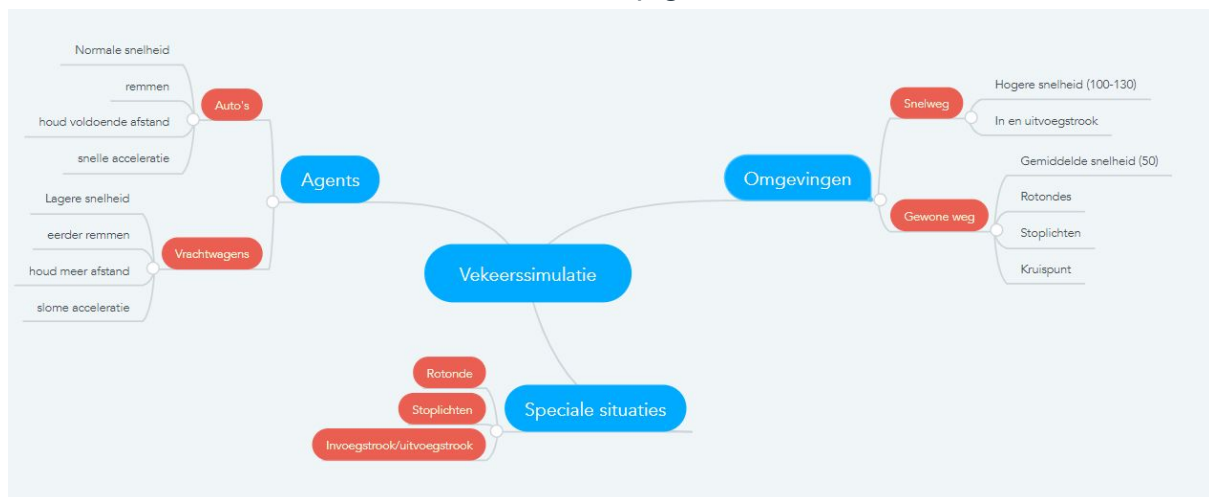 Vekeerssimulatie
Agents
Auto's
Normale snelheid
remmen
houd voldoende afstand
snelle acceleratie
Vrachtwagens
Lagere snelheid
eerder remmen
houd meer afstand
slome acceleratie
Omgevingen
Snelweg
Hogere snelheid (100-130)
In en uitvoegstrook
Gewone weg
Gemiddelde snelheid (50)
Rotondes
Stoplichten
Kruispunt
Speciale situaties
Rotonde
Stoplichten
Invoegstrook/uitvoegstrook